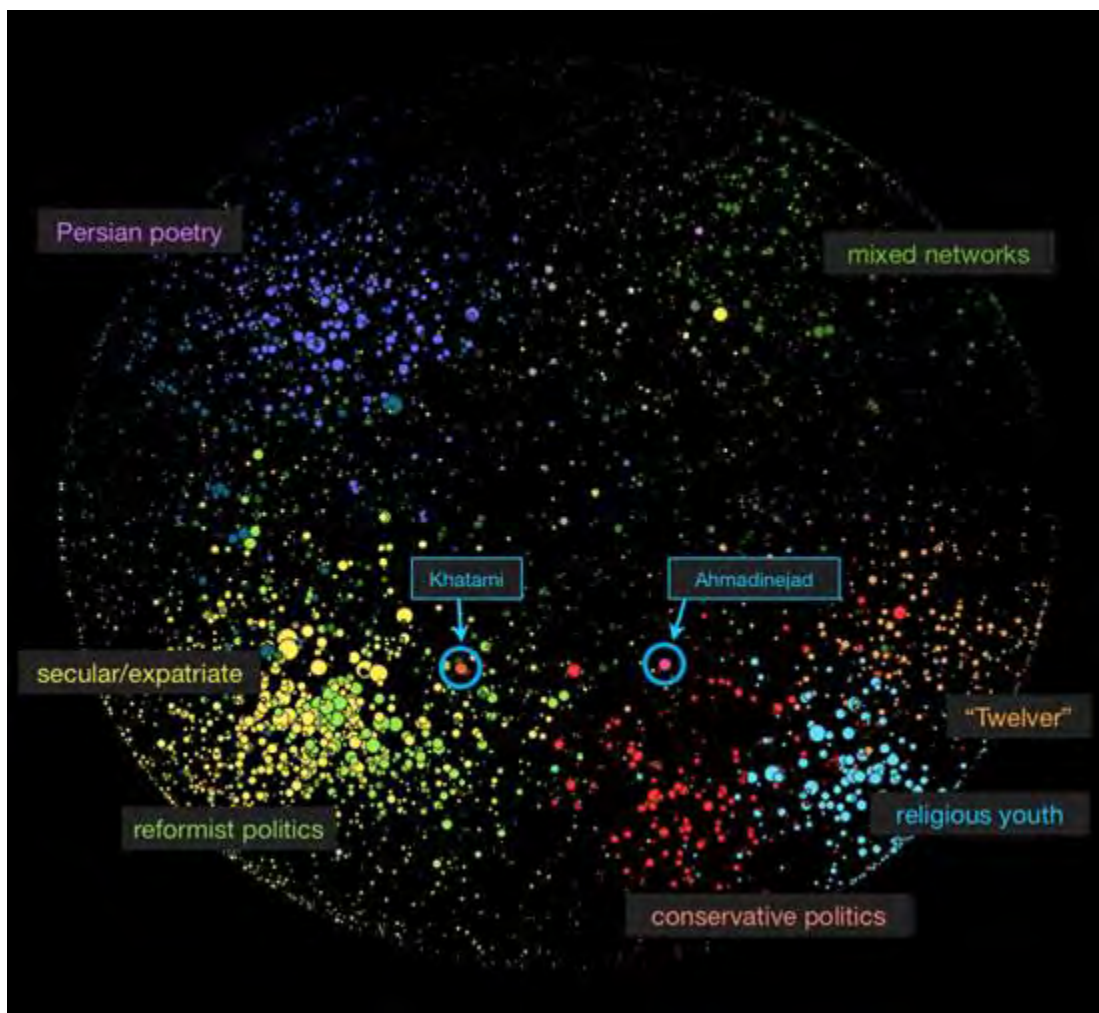 Persian poetry
mixed networks
Khatami
Ahmadinejad
secular/expatriate
“Twelver”
reformist politics
religious youth
conservative politics